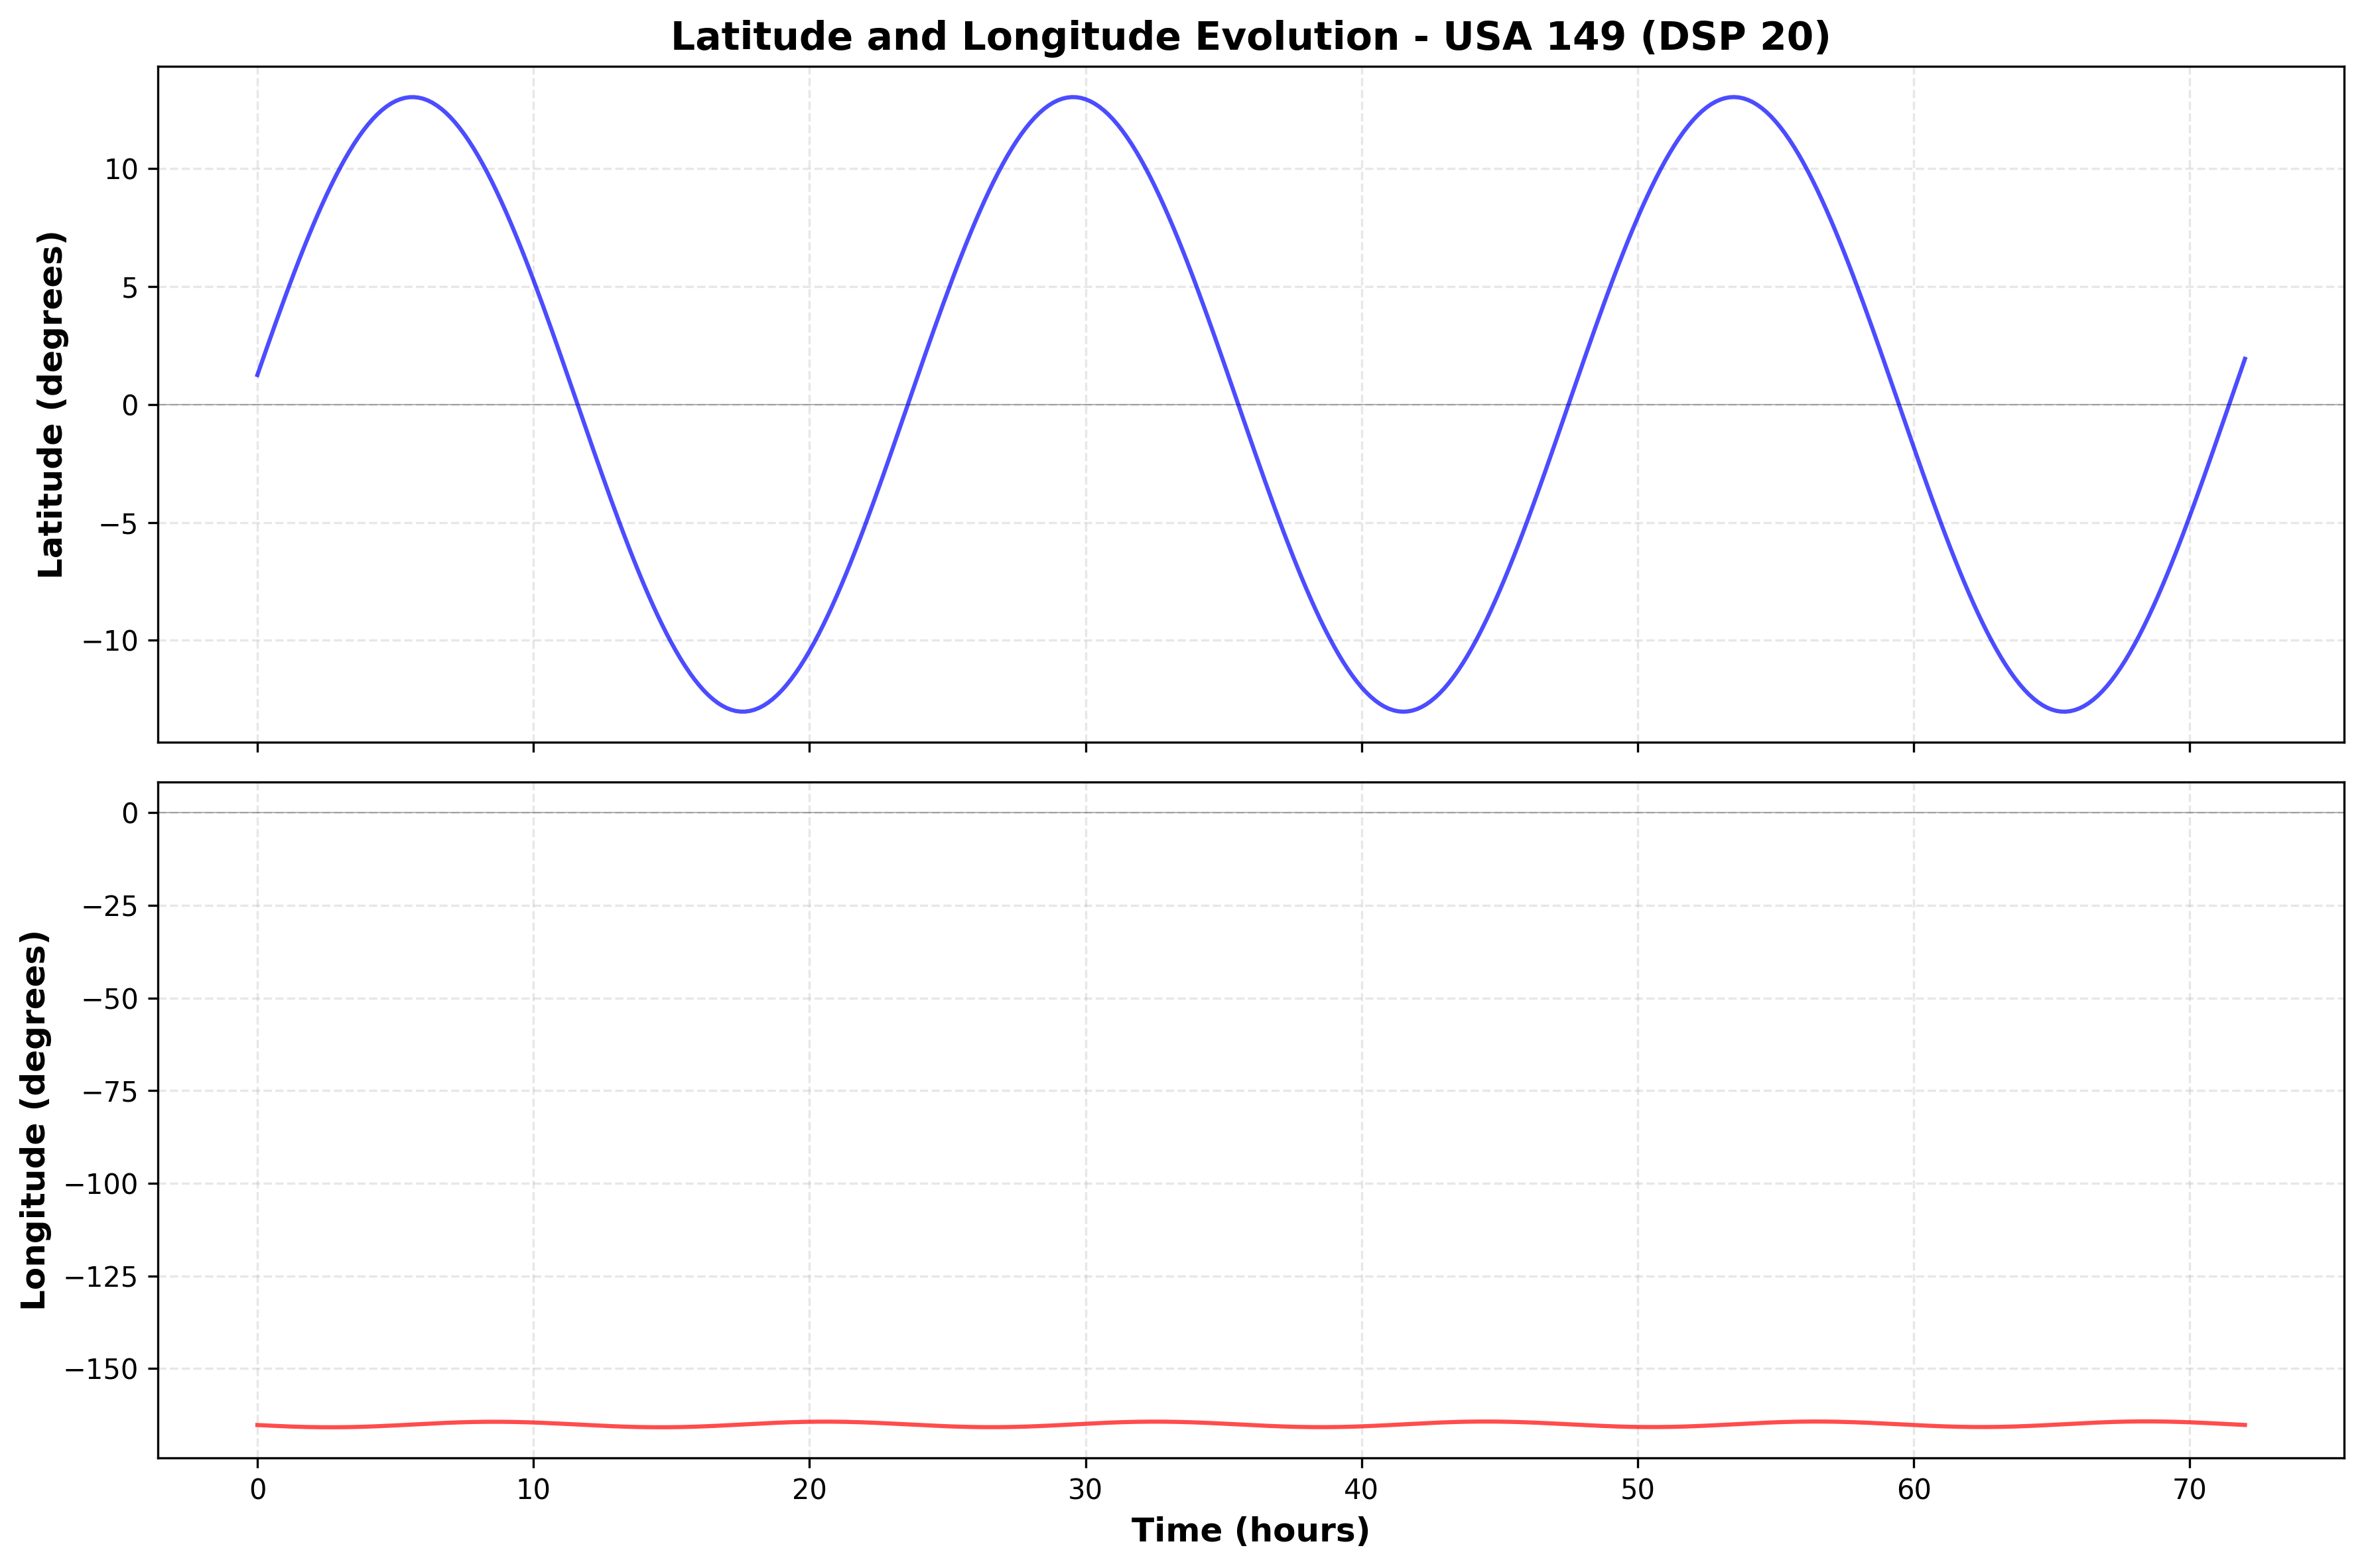 Latitude and Longitude Evolution - USA 149 (DSP 20)
Latitude (degrees)
10
5
0
−5
−10
Longitude (degrees)
0
−25
−50
−75
−100
−125
−150
0 10 20 30 40 50 60 70
Time (hours)